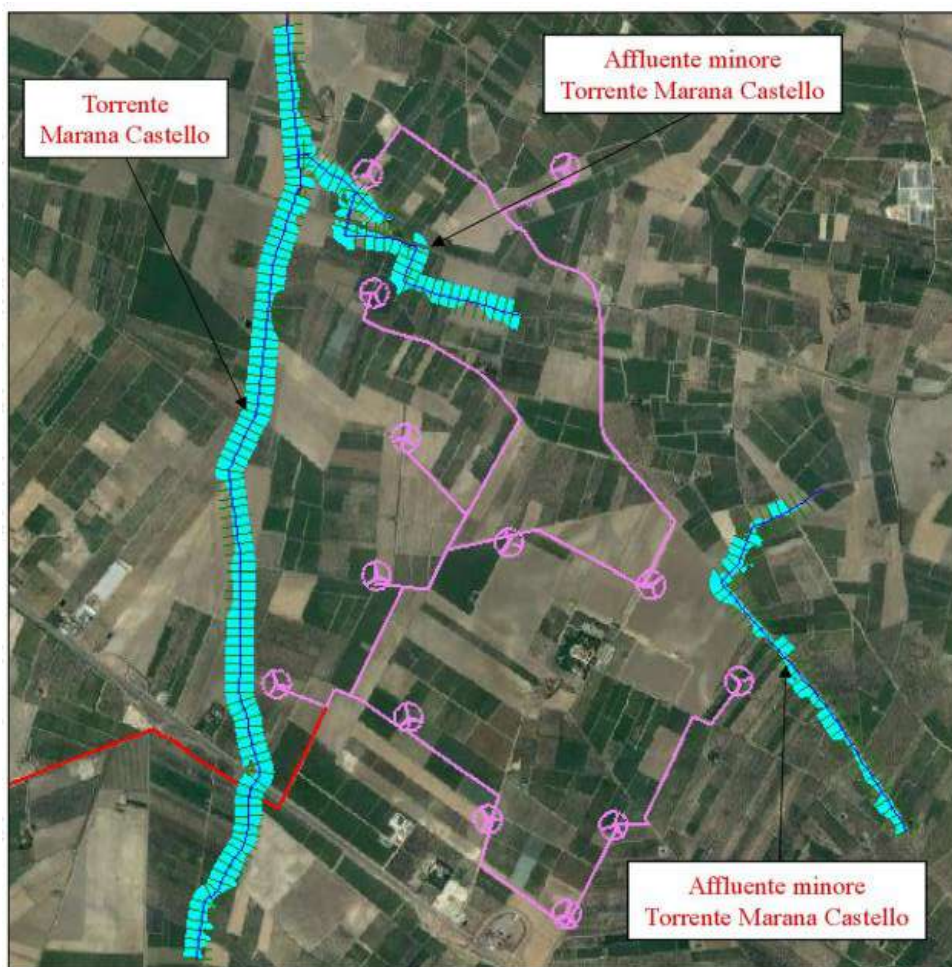 Affluente minore
Torrente Marana Castello
Torrente
Marana Castello
Affluente minore
Torrente Marana Castello